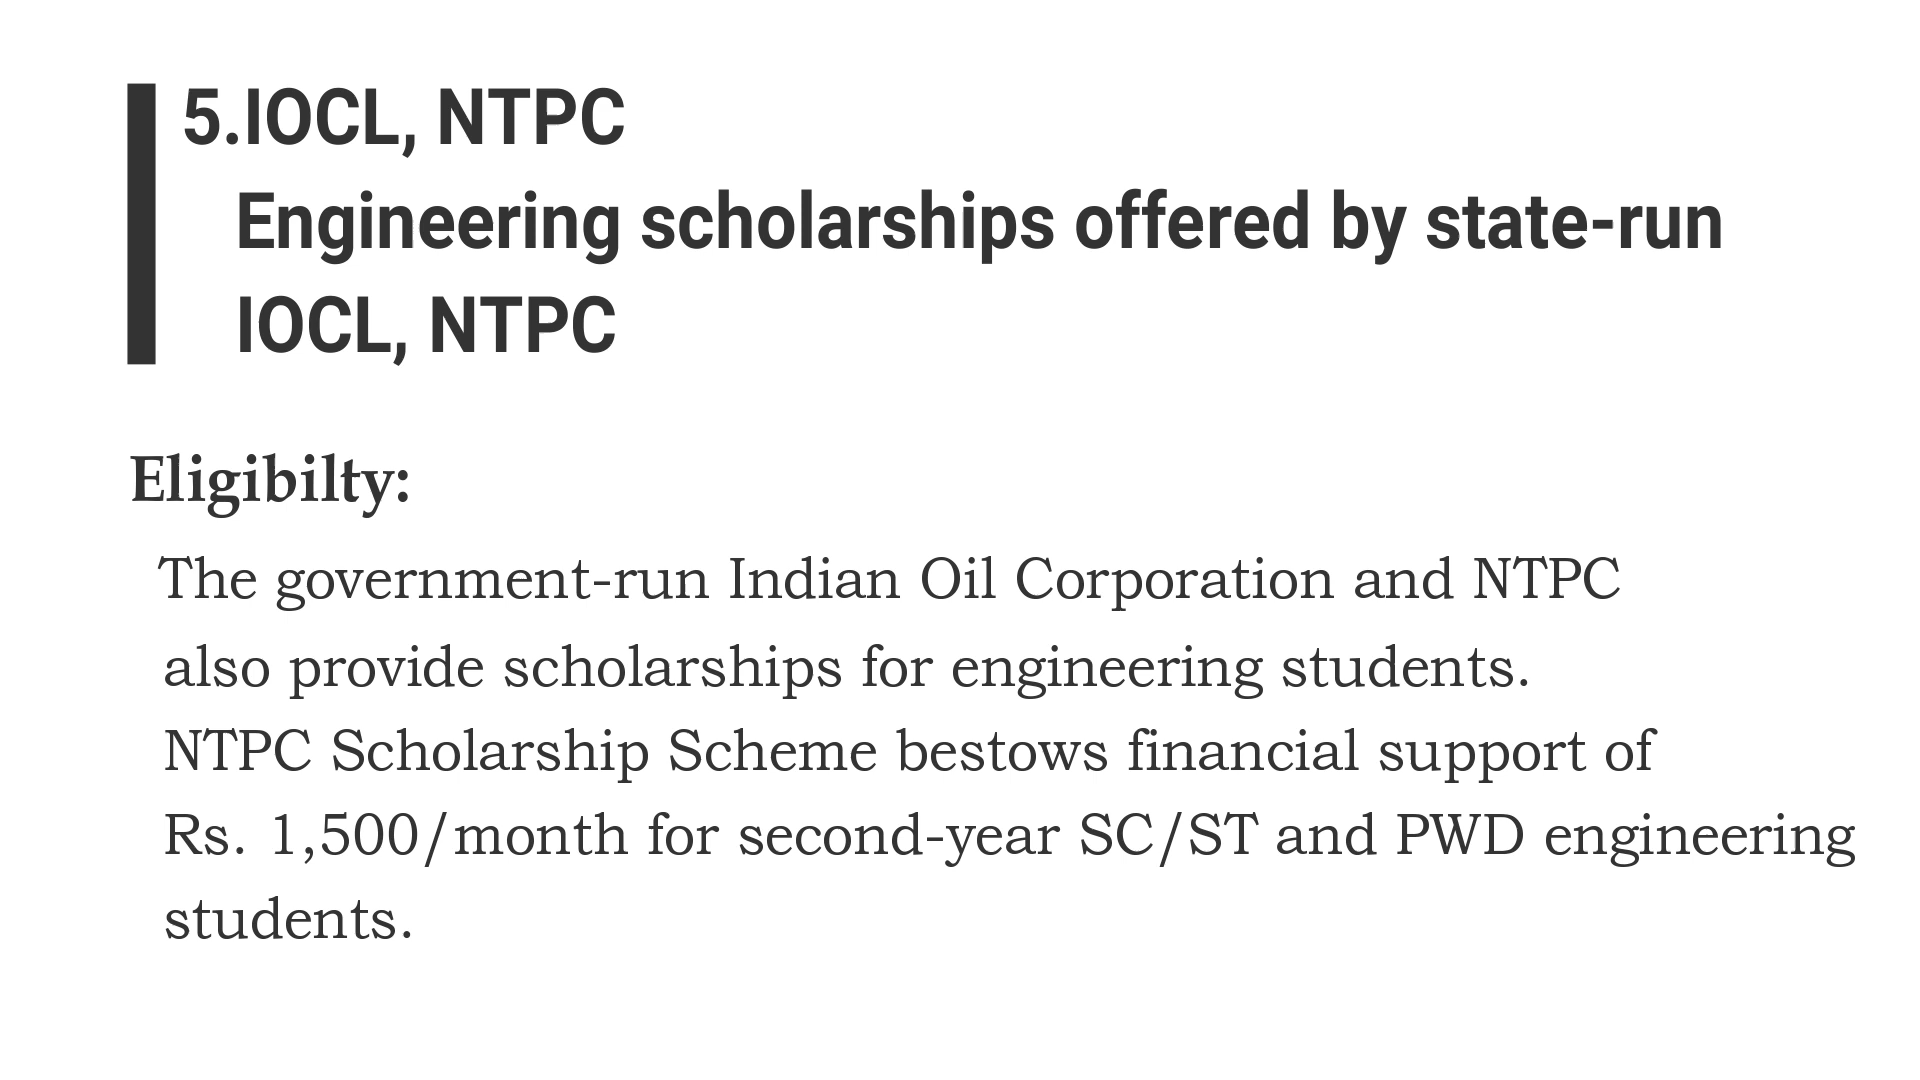 5.IOCL, NTPC
Engineering scholarships offered by state-run
IOCL, NTPC
Eligibilty:
The government-run Indian Oil Corporation and NTPC
also provide scholarships for engineering students.
NTPC Scholarship Scheme bestows financial support of
Rs. 1,500/month for second-year SC/ST and PWD engineering
students.